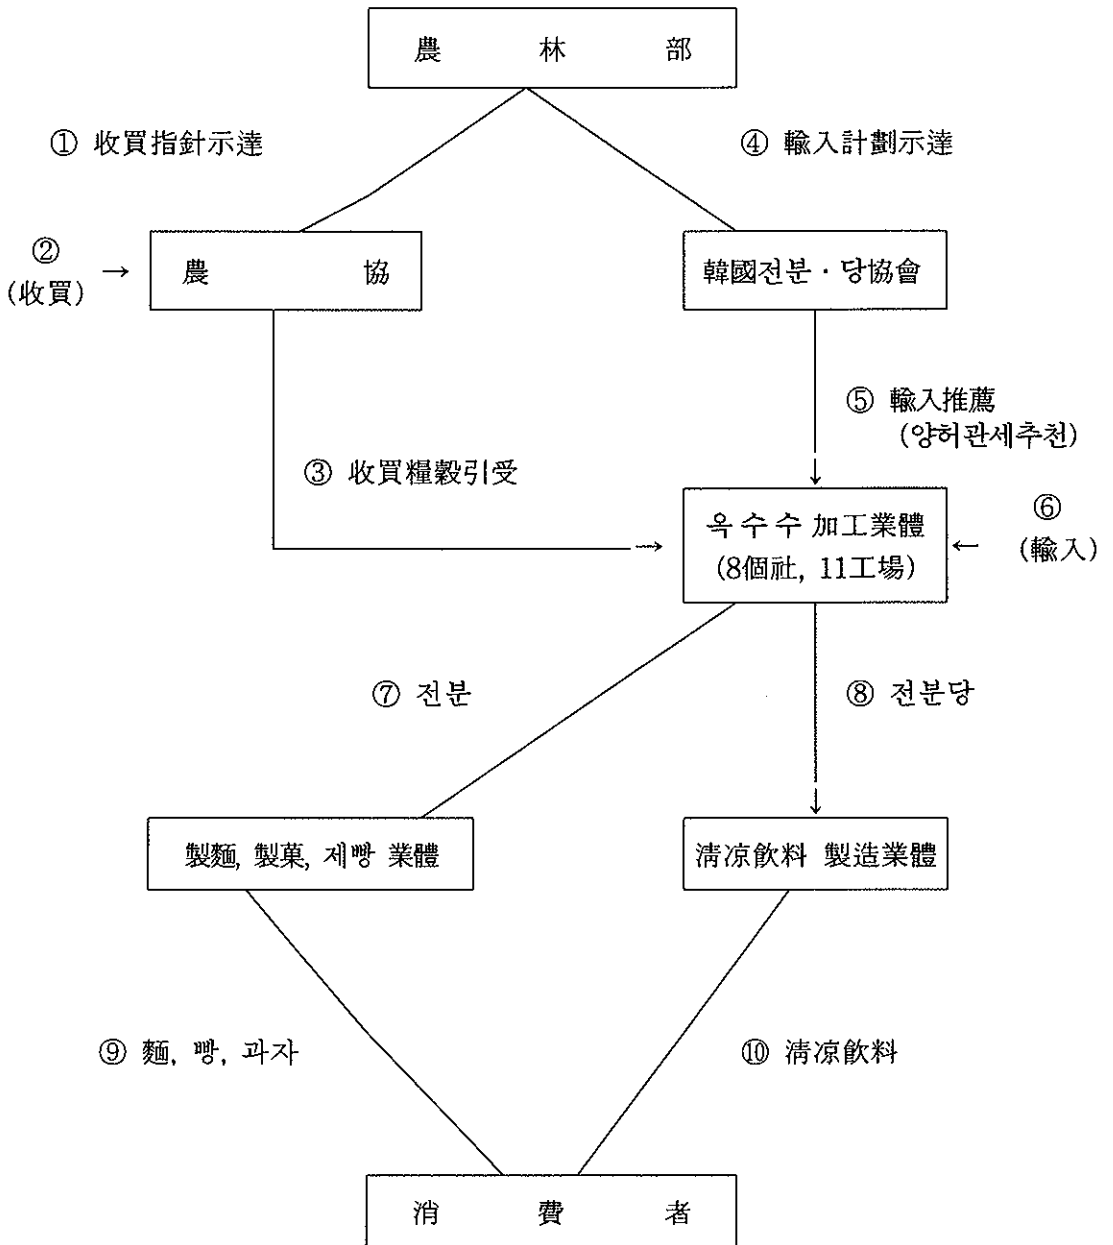 農 林 部
① 收買指針示達
④ 輸入計劃示達
②
(收買)
→
農 協
韓國전분·당協會
⑤ 輸入推薦
(양허관세추천)
③ 收買糧穀引受
→
옥수수 加工業體
(8個社, 11工場)
←
⑥
(輸入)
⑦ 전분
⑧ 전분당
製麵, 製菓, 제빵 業體
淸凉飮料 製造業體
⑨ 麵, 빵, 과자
⑩ 淸凉飮料
消 費 者